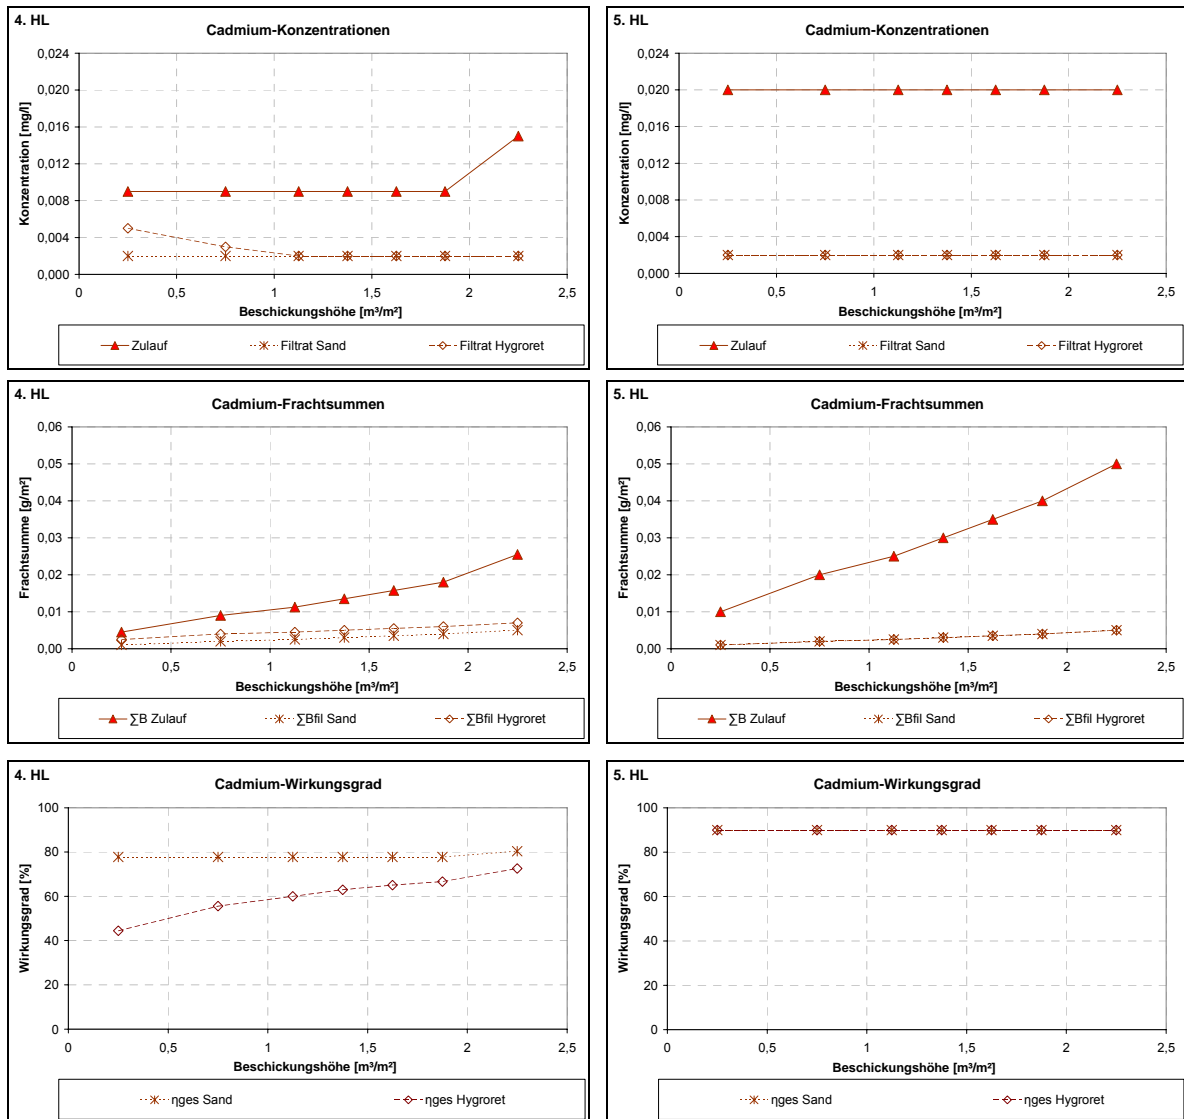 4. HL
Cadmium-Konzentrationen
Konzentration [mg/l]
0,024
0,020
0,016
0,012
0,008
0,004
0,000
0 0,5 1 1,5 2 2,5
Beschickungshöhe [m³/m²]
Zulauf Filtrat Sand Filtrat Hygroret
5. HL
Cadmium-Konzentrationen
Konzentration [mg/l]
0,024
0,020
0,016
0,012
0,008
0,004
0,000
0 0,5 1 1,5 2 2,5
Beschickungshöhe [m³/m²]
Zulauf Filtrat Sand Filtrat Hygroret
4. HL
Cadmium-Frachtsummen
Frachtsumme [g/m²]
0,06
0,05
0,04
0,03
0,02
0,01
0,00
0 0,5 1 1,5 2 2,5
Beschickungshöhe [m³/m²]
∑B Zulauf ∑Bfil Sand ∑Bfil Hygroret
5. HL
Cadmium-Frachtsummen
Frachtsumme [g/m²]
0,06
0,05
0,04
0,03
0,02
0,01
0,00
0 0,5 1 1,5 2 2,5
Beschickungshöhe [m³/m²]
∑B Zulauf ∑Bfil Sand ∑Bfil Hygroret
4. HL
Cadmium-Wirkungsgrad
Wirkungsgrad [%]
100
80
60
40
20
0
0 0,5 1 1,5 2 2,5
Beschickungshöhe [m³/m²]
ηges Sand ηges Hygroret
5. HL
Cadmium-Wirkungsgrad
Wirkungsgrad [%]
100
80
60
40
20
0
0 0,5 1 1,5 2 2,5
Beschickungshöhe [m³/m²]
ηges Sand ηges Hygroret